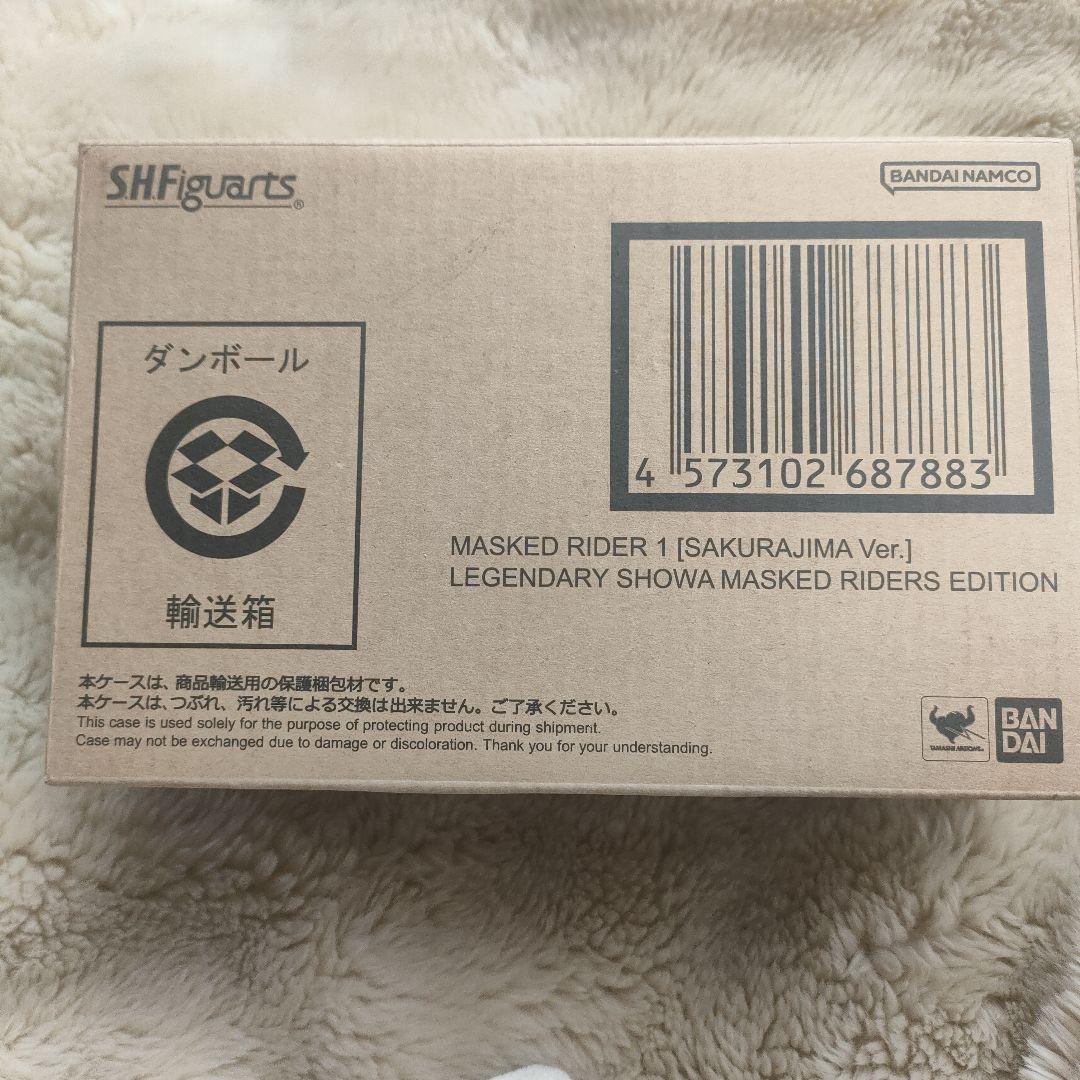 S.H.Figuarts®
BANDAI NAMCO
ダンボール
輸送箱
4 573102 687883
MASKED RIDER 1 [SAKURAJIMA Ver.]
LEGENDARY SHOWA MASKED RIDERS EDITION
本ケースは、商品輸送用の保護梱包材です。
本ケースは、つぶれ、汚れ等による交換は出来ません。ご了承ください。
This case is used solely for the purpose of protecting product during shipment.
Case may not be exchanged due to damage or discoloration. Thank you for your understanding.
TAMASHII NATIONS
BAN
DAI